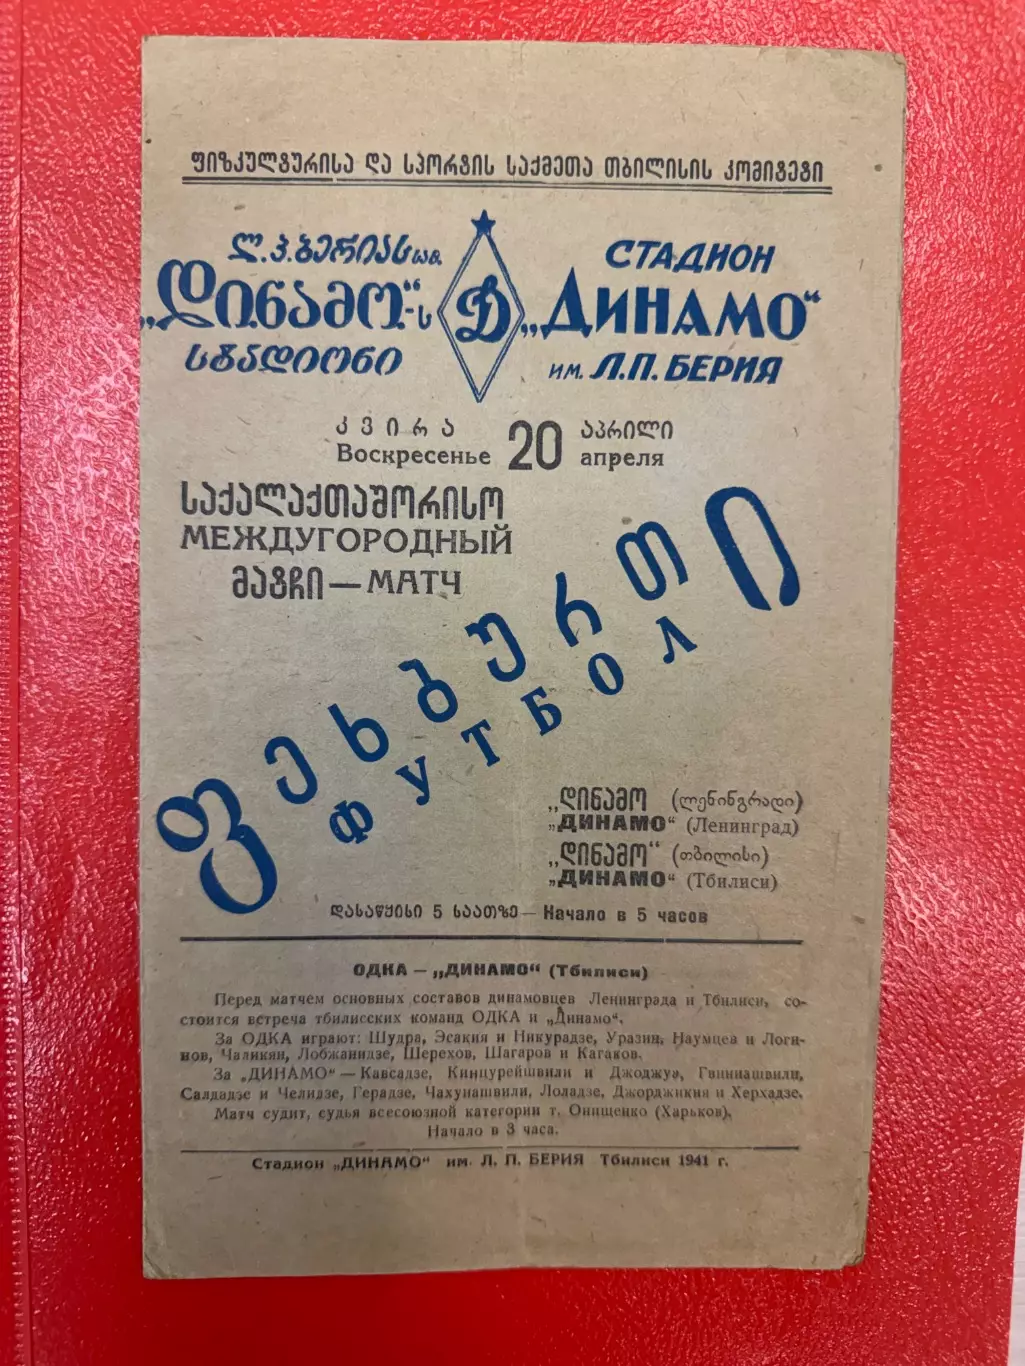 ფიზკულტურისა და სპორტის საქმეთა თბილისის კომიტეტი
ლ.პ.ბერიას სახ.
„დინამო“-ს
სტადიონი
Д
СТАДИОН
„ДИНАМО“
им. Л.П.БЕРИЯ
კვირა 20 აპრილი
Воскресенье апреля
საქალაქთაშორისო
МЕЖДУГОРОДНЫЙ
მატჩი — МАТЧ
ფეხბურთი
ФУТБОЛ
„დინამო (ლენინგრადი)
„ДИНАМО“ (Ленинград)
„დინამო“ (თბილისი)
„ДИНАМО“ (Тбилиси)
დასაწყისი 5 საათზე — Начало в 5 часов
ОДКА — „ДИНАМО“ (Тбилиси)
Перед матчем основных составов динамовцев Ленинграда и Тбилиси, со-
стоится встреча тбилисских команд ОДКА и „Динамо“.
За ОДКА играют: Шудра, Эсакия и Никурадзе, Уразин, Наумцев и Логи-
нов, Чаликян, Лобжанидзе, Шерехов, Шагаров и Кагаков.
За „ДИНАМО“ — Кавсадзе, Кинцурейшвили и Джоджуа, Гвиниашвили,
Салдадзе и Челидзе, Герадзе, Чахунашвили, Лоладзе, Джорджикия и Херхадзе.
Матч судит, судья всесоюзной категории т. Онищенко (Харьков).
Начало в 3 часа.
Стадион „ДИНАМО“ им. Л. П. БЕРИЯ Тбилиси 1941 г.